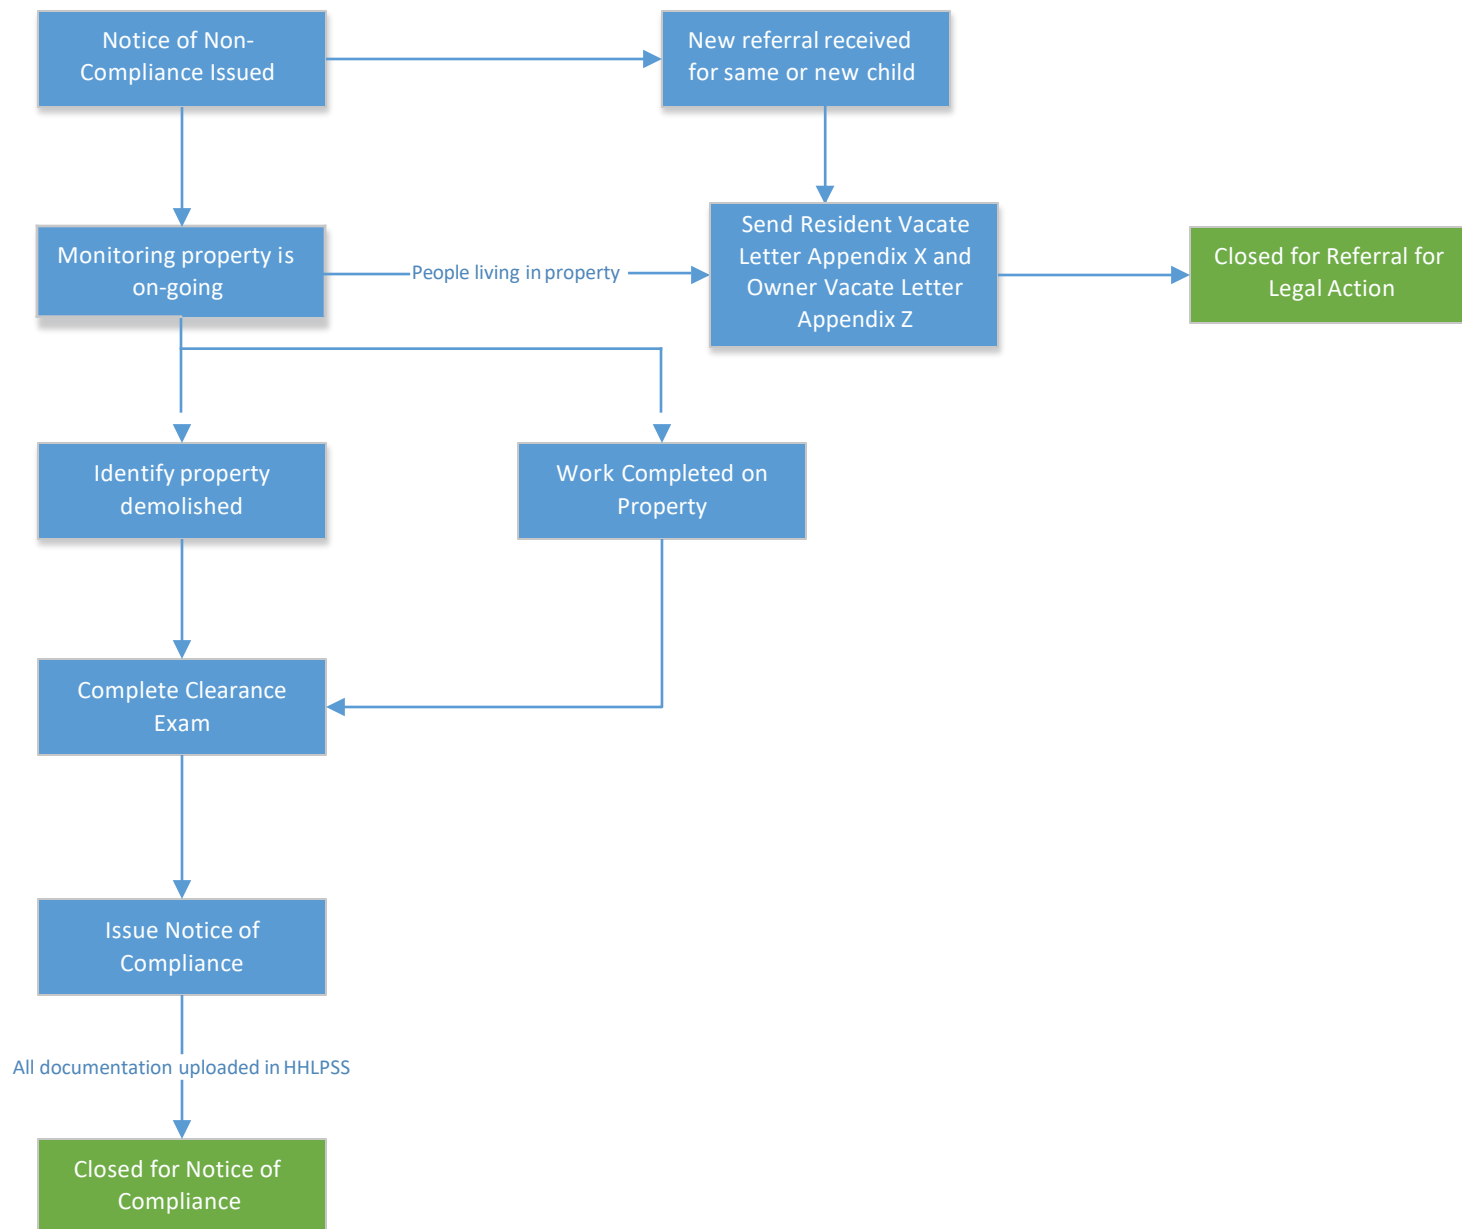 Notice of Non-
Compliance Issued
New referral received
for same or new child
Monitoring property is
on-going
People living in property
Send Resident Vacate
Letter Appendix X and
Owner Vacate Letter
Appendix Z
Closed for Referral for
Legal Action
Identify property
demolished
Work Completed on
Property
Complete Clearance
Exam
Issue Notice of
Compliance
All documentation uploaded in HHLPSS
Closed for Notice of
Compliance